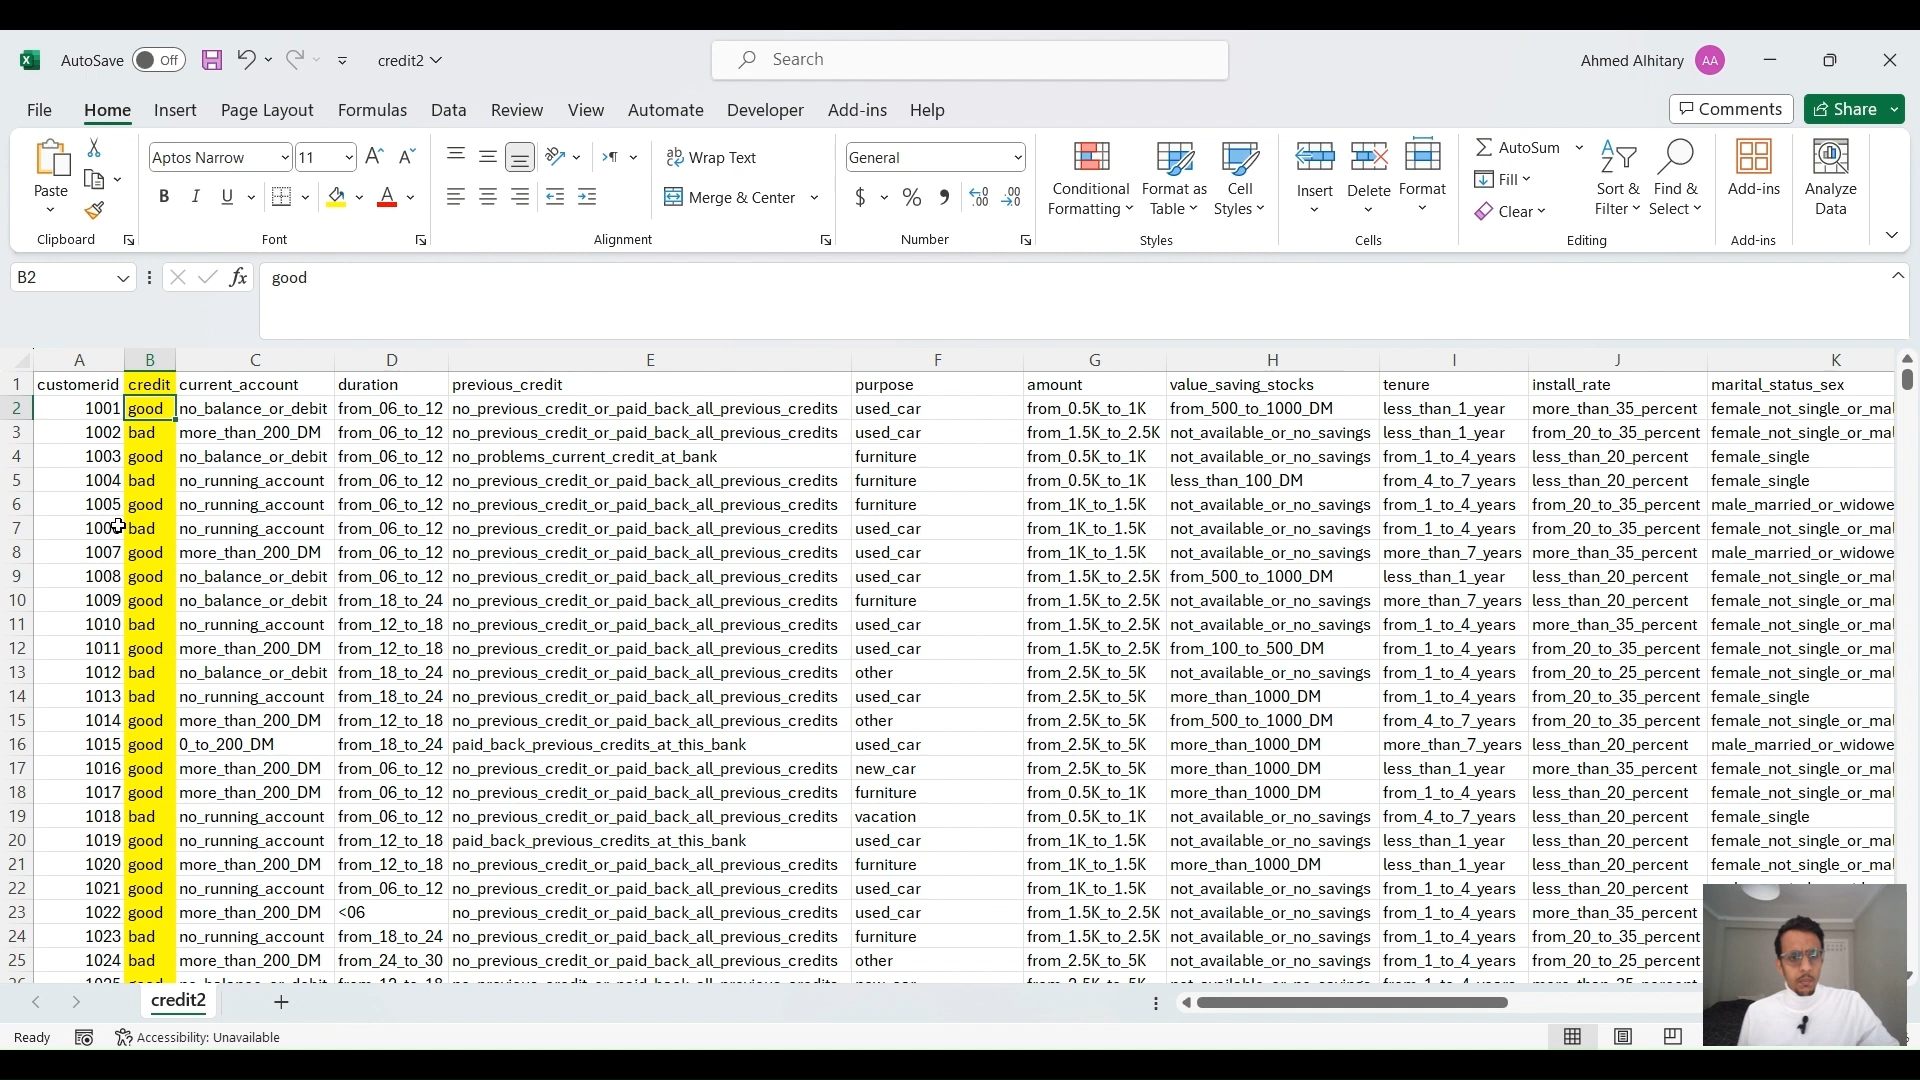 AutoSave Off credit2 Search Ahmed Alhitary AA
File Home Insert Page Layout Formulas Data Review View Automate Developer Add-ins Help Comments Share
Paste Aptos Narrow 11 Wrap Text General Conditional Formatting Format as Table Cell Styles Insert Delete Format AutoSum Fill Clear Sort & Filter Find & Select Add-ins Analyze Data
B I U A Merge & Center $ %
Clipboard Font Alignment Number Styles Cells Editing Add-ins
B2 fx good
A B C D E F G H I J K
1 customerid credit current_account duration previous_credit purpose amount value_saving_stocks tenure install_rate marital_status_sex
2 1001 good no_balance_or_debit from_06_to_12 no_previous_credit_or_paid_back_all_previous_credits used_car from_0.5K_to_1K from_500_to_1000_DM less_than_1_year more_than_35_percent female_not_single_or_mal
3 1002 bad more_than_200_DM from_06_to_12 no_previous_credit_or_paid_back_all_previous_credits used_car from_1.5K_to_2.5K not_available_or_no_savings less_than_1_year from_20_to_35_percent female_not_single_or_mal
4 1003 good no_balance_or_debit from_06_to_12 no_problems_current_credit_at_bank furniture from_0.5K_to_1K not_available_or_no_savings from_1_to_4_years less_than_20_percent female_single
5 1004 bad no_running_account from_06_to_12 no_previous_credit_or_paid_back_all_previous_credits furniture from_0.5K_to_1K less_than_100_DM from_4_to_7_years less_than_20_percent female_single
6 1005 good no_running_account from_06_to_12 no_previous_credit_or_paid_back_all_previous_credits furniture from_1K_to_1.5K not_available_or_no_savings from_1_to_4_years from_20_to_35_percent male_married_or_widowe
7 bad no_running_account from_06_to_12 no_previous_credit_or_paid_back_all_previous_credits used_car from_1K_to_1.5K not_available_or_no_savings from_1_to_4_years from_20_to_35_percent female_not_single_or_mal
8 1007 good more_than_200_DM from_06_to_12 no_previous_credit_or_paid_back_all_previous_credits used_car from_1K_to_1.5K not_available_or_no_savings more_than_7_years more_than_35_percent male_married_or_widowe
9 1008 good no_balance_or_debit from_06_to_12 no_previous_credit_or_paid_back_all_previous_credits used_car from_1.5K_to_2.5K from_500_to_1000_DM less_than_1_year less_than_20_percent female_not_single_or_mal
10 1009 good no_balance_or_debit from_18_to_24 no_previous_credit_or_paid_back_all_previous_credits furniture from_1.5K_to_2.5K not_available_or_no_savings more_than_7_years less_than_20_percent female_not_single_or_mal
11 1010 bad no_running_account from_12_to_18 no_previous_credit_or_paid_back_all_previous_credits used_car from_1.5K_to_2.5K not_available_or_no_savings from_1_to_4_years more_than_35_percent female_not_single_or_mal
12 1011 good more_than_200_DM from_12_to_18 no_previous_credit_or_paid_back_all_previous_credits used_car from_1.5K_to_2.5K from_100_to_500_DM from_1_to_4_years from_20_to_35_percent female_not_single_or_mal
13 1012 bad no_balance_or_debit from_18_to_24 no_previous_credit_or_paid_back_all_previous_credits other from_2.5K_to_5K not_available_or_no_savings from_1_to_4_years from_20_to_25_percent female_not_single_or_mal
14 1013 bad no_running_account from_18_to_24 no_previous_credit_or_paid_back_all_previous_credits used_car from_2.5K_to_5K more_than_1000_DM from_1_to_4_years from_20_to_35_percent female_single
15 1014 good more_than_200_DM from_12_to_18 no_previous_credit_or_paid_back_all_previous_credits other from_2.5K_to_5K from_500_to_1000_DM from_4_to_7_years from_20_to_35_percent female_not_single_or_mal
16 1015 good 0_to_200_DM from_18_to_24 paid_back_previous_credits_at_this_bank used_car from_2.5K_to_5K more_than_1000_DM more_than_7_years less_than_20_percent male_married_or_widowe
17 1016 good more_than_200_DM from_06_to_12 no_previous_credit_or_paid_back_all_previous_credits new_car from_2.5K_to_5K more_than_1000_DM less_than_1_year more_than_35_percent female_not_single_or_mal
18 1017 good more_than_200_DM from_06_to_12 no_previous_credit_or_paid_back_all_previous_credits furniture from_0.5K_to_1K more_than_1000_DM from_1_to_4_years less_than_20_percent female_not_single_or_mal
19 1018 bad no_running_account from_06_to_12 no_previous_credit_or_paid_back_all_previous_credits vacation from_0.5K_to_1K not_available_or_no_savings from_4_to_7_years less_than_20_percent female_single
20 1019 good no_running_account from_12_to_18 paid_back_previous_credits_at_this_bank used_car from_1K_to_1.5K not_available_or_no_savings less_than_1_year less_than_20_percent female_not_single_or_mal
21 1020 good more_than_200_DM from_12_to_18 no_previous_credit_or_paid_back_all_previous_credits furniture from_1K_to_1.5K more_than_1000_DM less_than_1_year less_than_20_percent female_not_single_or_mal
22 1021 good no_running_account from_06_to_12 no_previous_credit_or_paid_back_all_previous_credits used_car from_1K_to_1.5K not_available_or_no_savings from_1_to_4_years less_than_20_percent
23 1022 good more_than_200_DM <06 no_previous_credit_or_paid_back_all_previous_credits used_car from_1.5K_to_2.5K not_available_or_no_savings from_1_to_4_years more_than_35_percent
24 1023 bad no_running_account from_18_to_24 no_previous_credit_or_paid_back_all_previous_credits furniture from_1.5K_to_2.5K not_available_or_no_savings from_1_to_4_years from_20_to_35_percent
25 1024 bad more_than_200_DM from_24_to_30 no_previous_credit_or_paid_back_all_previous_credits other from_2.5K_to_5K not_available_or_no_savings from_1_to_4_years from_20_to_25_percent
credit2
Ready Accessibility: Unavailable